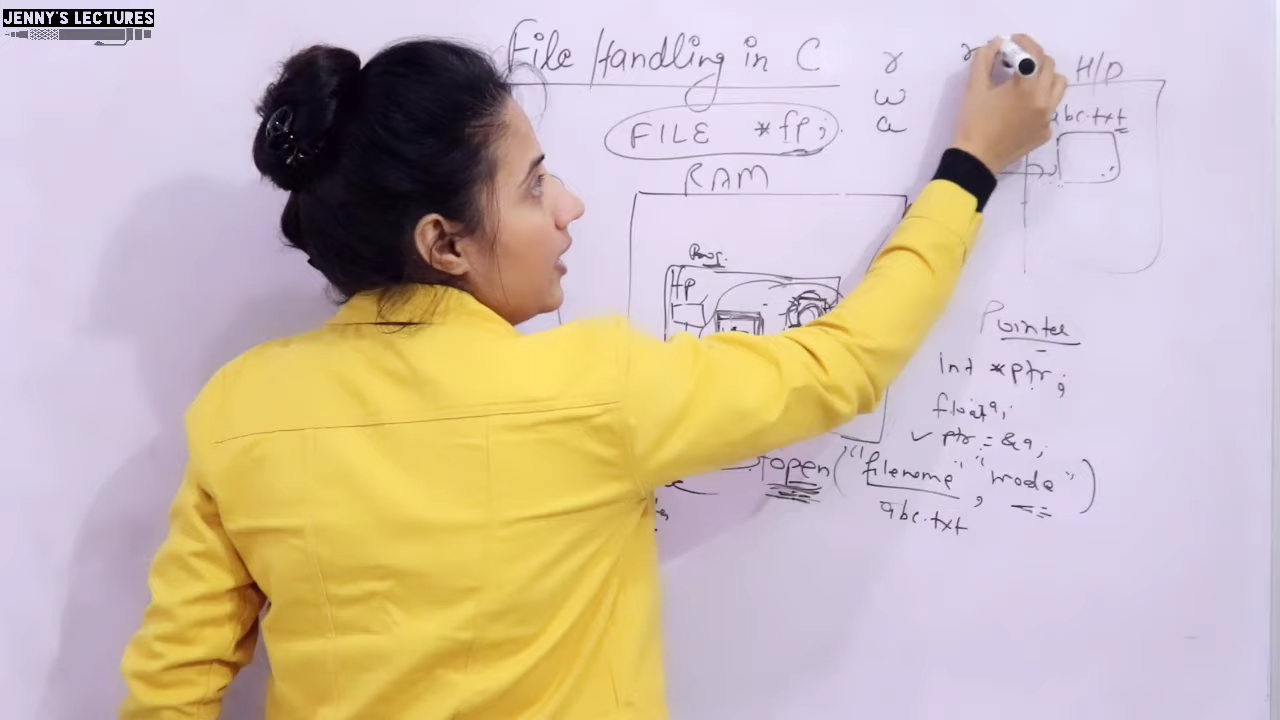 JENNY'S LECTURES
File Handling in C
r
w
a
r
H/D
FILE *fp;
abc.txt
RAM
Prog.
fp
Pointer
int *ptr;
float a;
✓ ptr = &a;
fopen("filename", "mode")
abc.txt